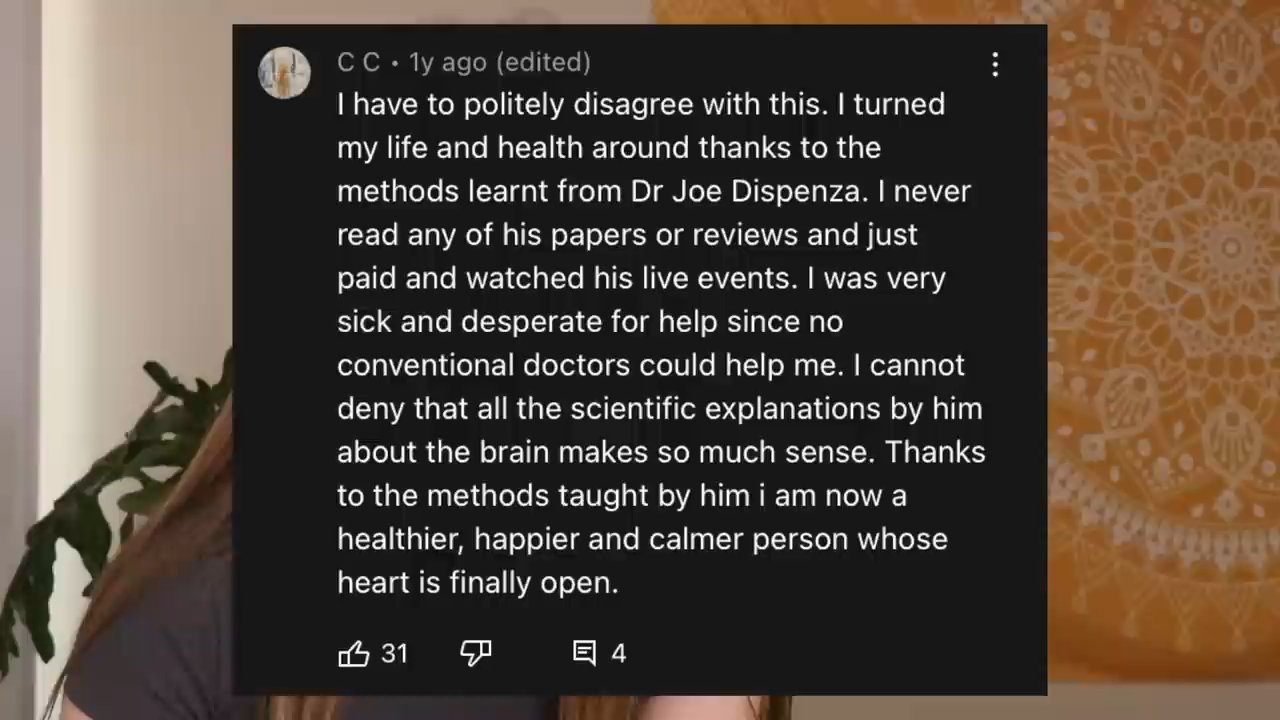 C C • 1y ago (edited)
I have to politely disagree with this. I turned
my life and health around thanks to the
methods learnt from Dr Joe Dispenza. I never
read any of his papers or reviews and just
paid and watched his live events. I was very
sick and desperate for help since no
conventional doctors could help me. I cannot
deny that all the scientific explanations by him
about the brain makes so much sense. Thanks
to the methods taught by him i am now a
healthier, happier and calmer person whose
heart is finally open.
31 4